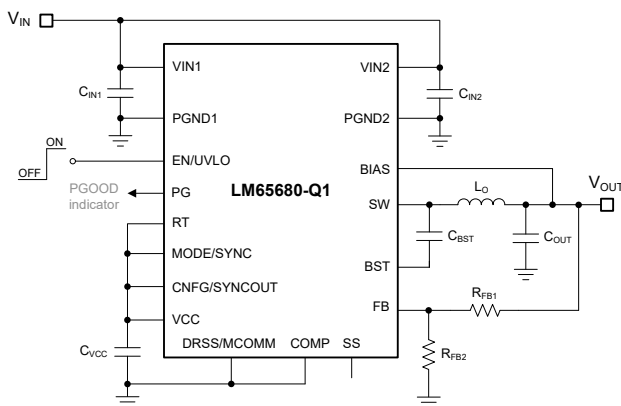 VIN
VIN1
VIN2
CIN1
CIN2
PGND1
PGND2
ON
OFF
EN/UVLO
BIAS
PGOOD
indicator
PG
LM65680-Q1
SW
LO
VOUT
RT
CBST
COUT
MODE/SYNC
BST
CNFG/SYNCOUT
FB
RFB1
VCC
CVCC
DRSS/MCOMM
COMP
SS
RFB2